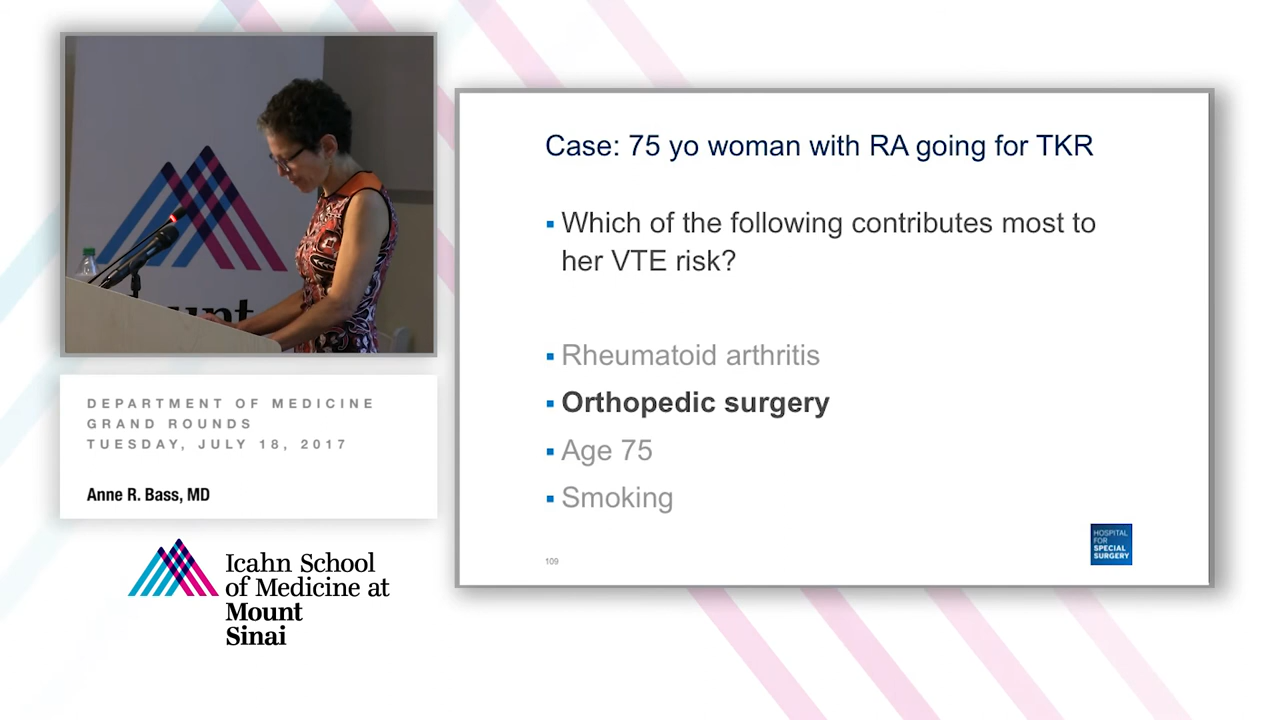 Case: 75 yo woman with RA going for TKR
Which of the following contributes most to
her VTE risk?
Rheumatoid arthritis
Orthopedic surgery
Age 75
Smoking
109
HOSPITAL
FOR
SPECIAL
SURGERY
DEPARTMENT OF MEDICINE
GRAND ROUNDS
TUESDAY, JULY 18, 2017
Anne R. Bass, MD
Icahn School
of Medicine at
Mount
Sinai